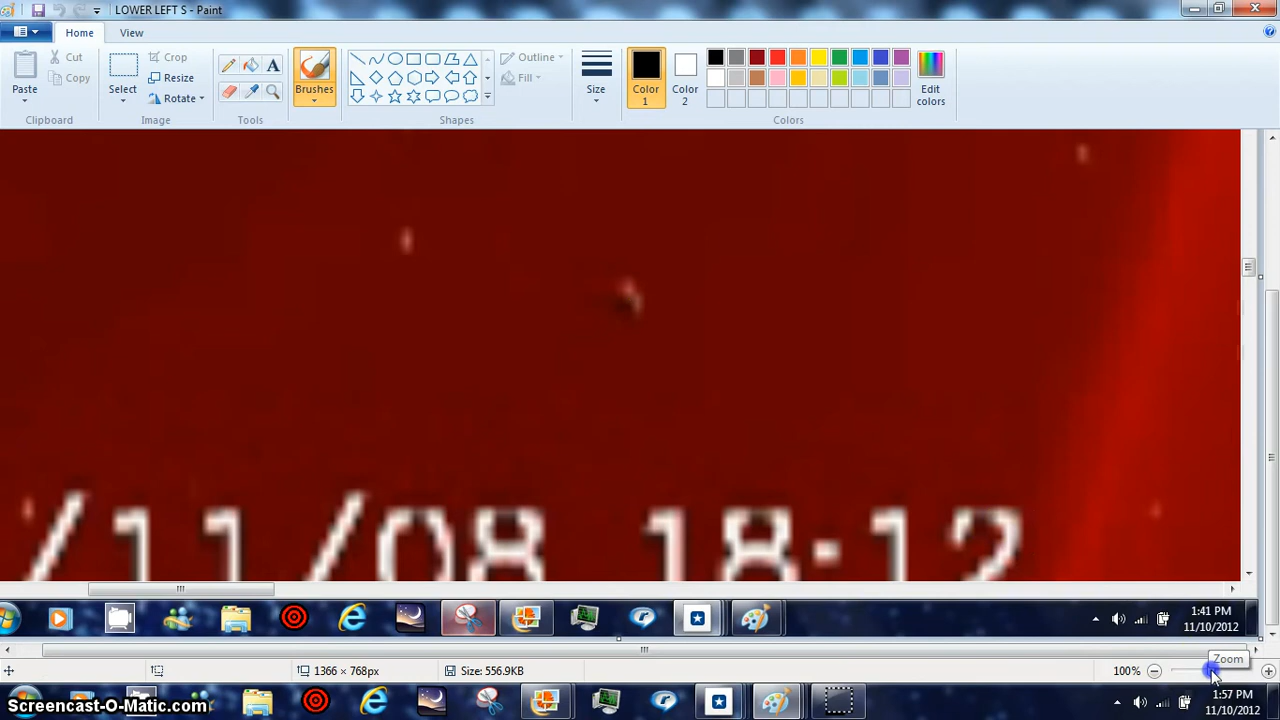 LOWER LEFT S - Paint
Home View
Paste
Cut
Copy
Clipboard
Select
Crop
Resize
Rotate
Image
A
Tools
Brushes
Outline
Fill
Shapes
Size
Color 1
Color 2
Edit colors
Colors
/11/08 18:12
1:41 PM
11/10/2012
1366 × 768px
Size: 556.9KB
100%
Zoom
Screencast-O-Matic.com
1:57 PM
11/10/2012